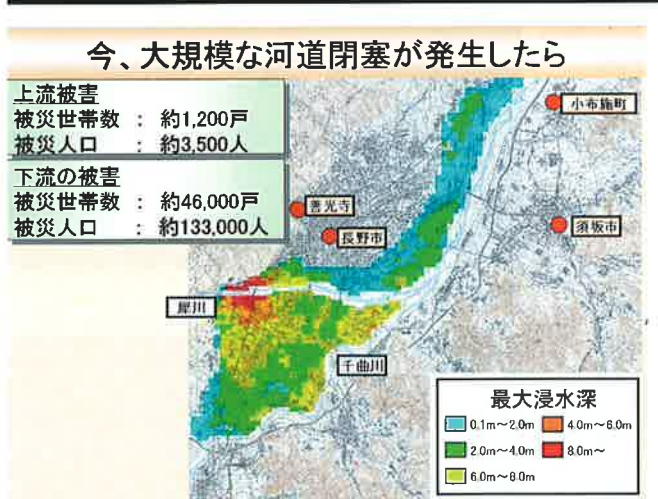 今、大規模な河道閉塞が発生したら
上流被害
被災世帯数 : 約1,200戸
被災人口 : 約3,500人
下流の被害
被災世帯数 : 約46,000戸
被災人口 : 約133,000人
小布施町
善光寺
長野市
須坂市
犀川
千曲川
最大浸水深
0.1m～2.0m 4.0m～6.0m
2.0m～4.0m 8.0m～
6.0m～8.0m